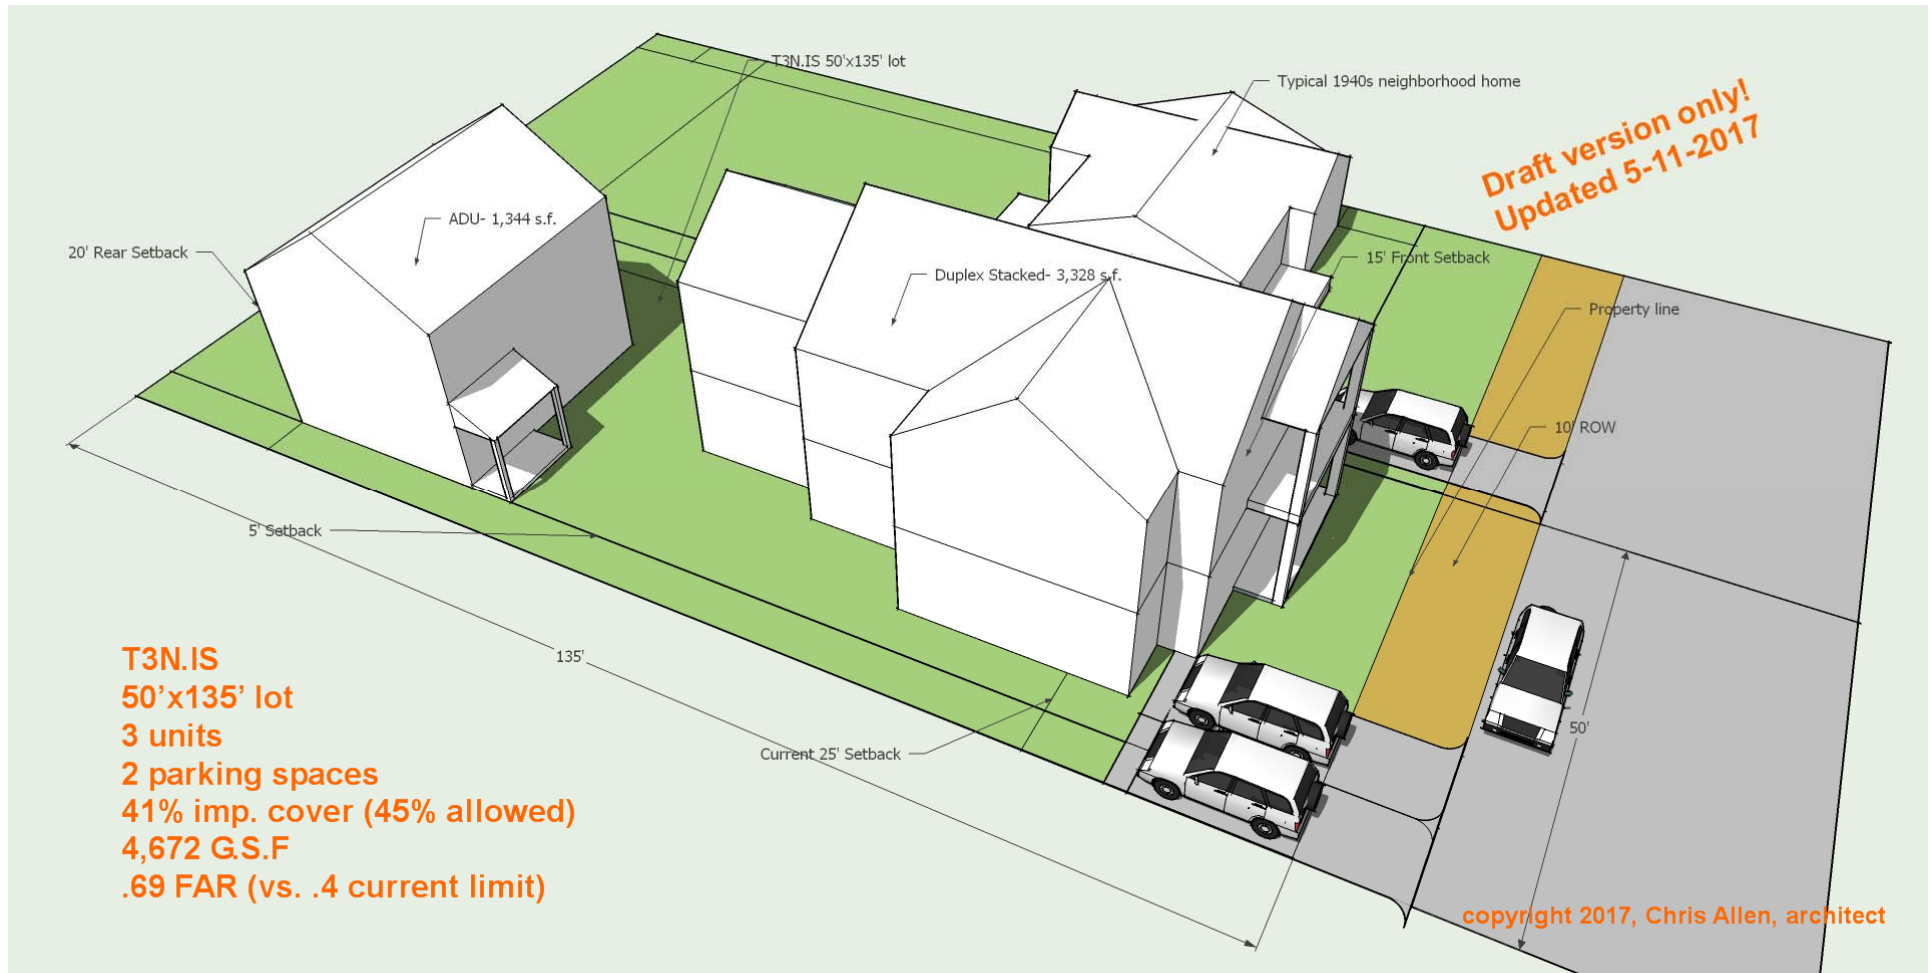 T3N.IS 50'x135' lot
Typical 1940s neighborhood home
Draft version only!
Updated 5-11-2017
ADU- 1,344 s.f.
20' Rear Setback
Duplex Stacked- 3,328 s.f.
15' Front Setback
Property line
10' ROW
5' Setback
135'
Current 25' Setback
50'
T3N.IS
50'x135' lot
3 units
2 parking spaces
41% imp. cover (45% allowed)
4,672 G.S.F
.69 FAR (vs. .4 current limit)
copyright 2017, Chris Allen, architect